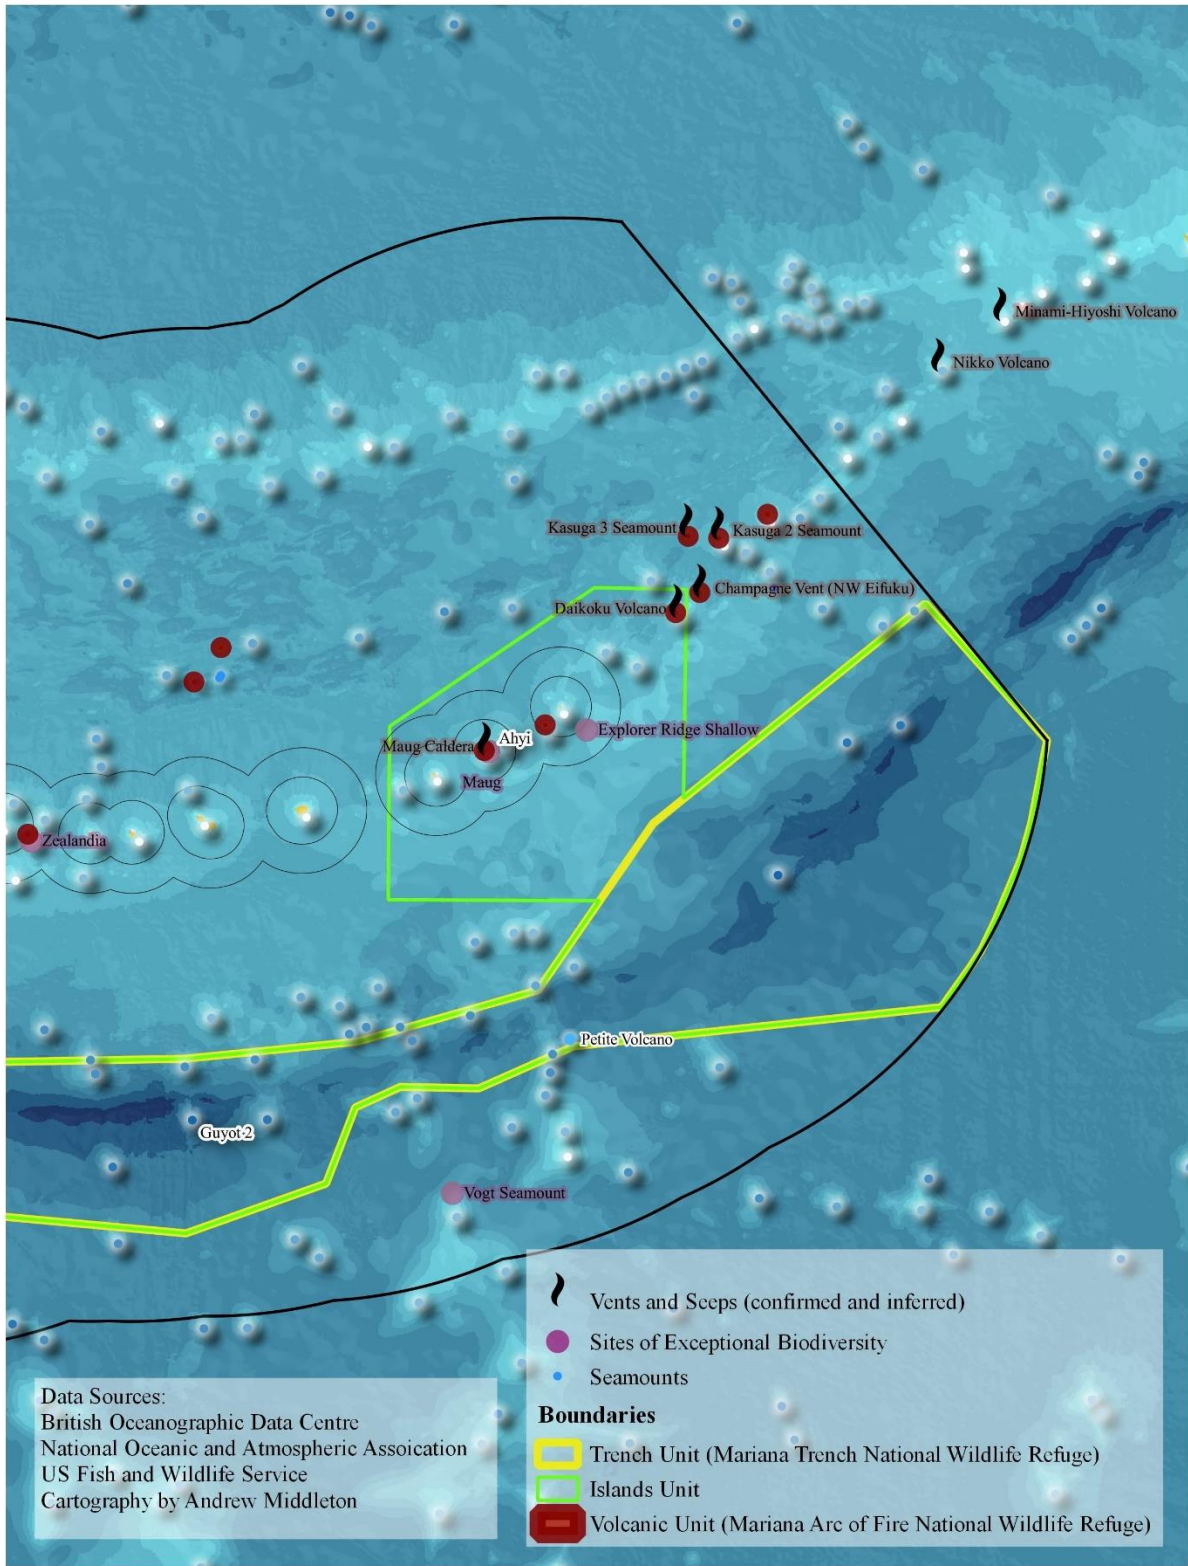 Minami-Hiyoshi Volcano
Nikko Volcano
Kasuga 3 Seamount
Kasuga 2 Seamount
Champagne Vent (NW Eifuku)
Daikoku Volcano
Explorer Ridge Shallow
Ahyi
Maug Caldera
Maug
Zealandia
Petite Volcano
Guyot 2
Vogt Seamount
Vents and Seeps (confirmed and inferred)
Sites of Exceptional Biodiversity
Seamounts
Boundaries
Trench Unit (Mariana Trench National Wildlife Refuge)
Islands Unit
Volcanic Unit (Mariana Arc of Fire National Wildlife Refuge)
Data Sources:
British Oceanographic Data Centre
National Oceanic and Atmospheric Assoication
US Fish and Wildlife Service
Cartography by Andrew Middleton